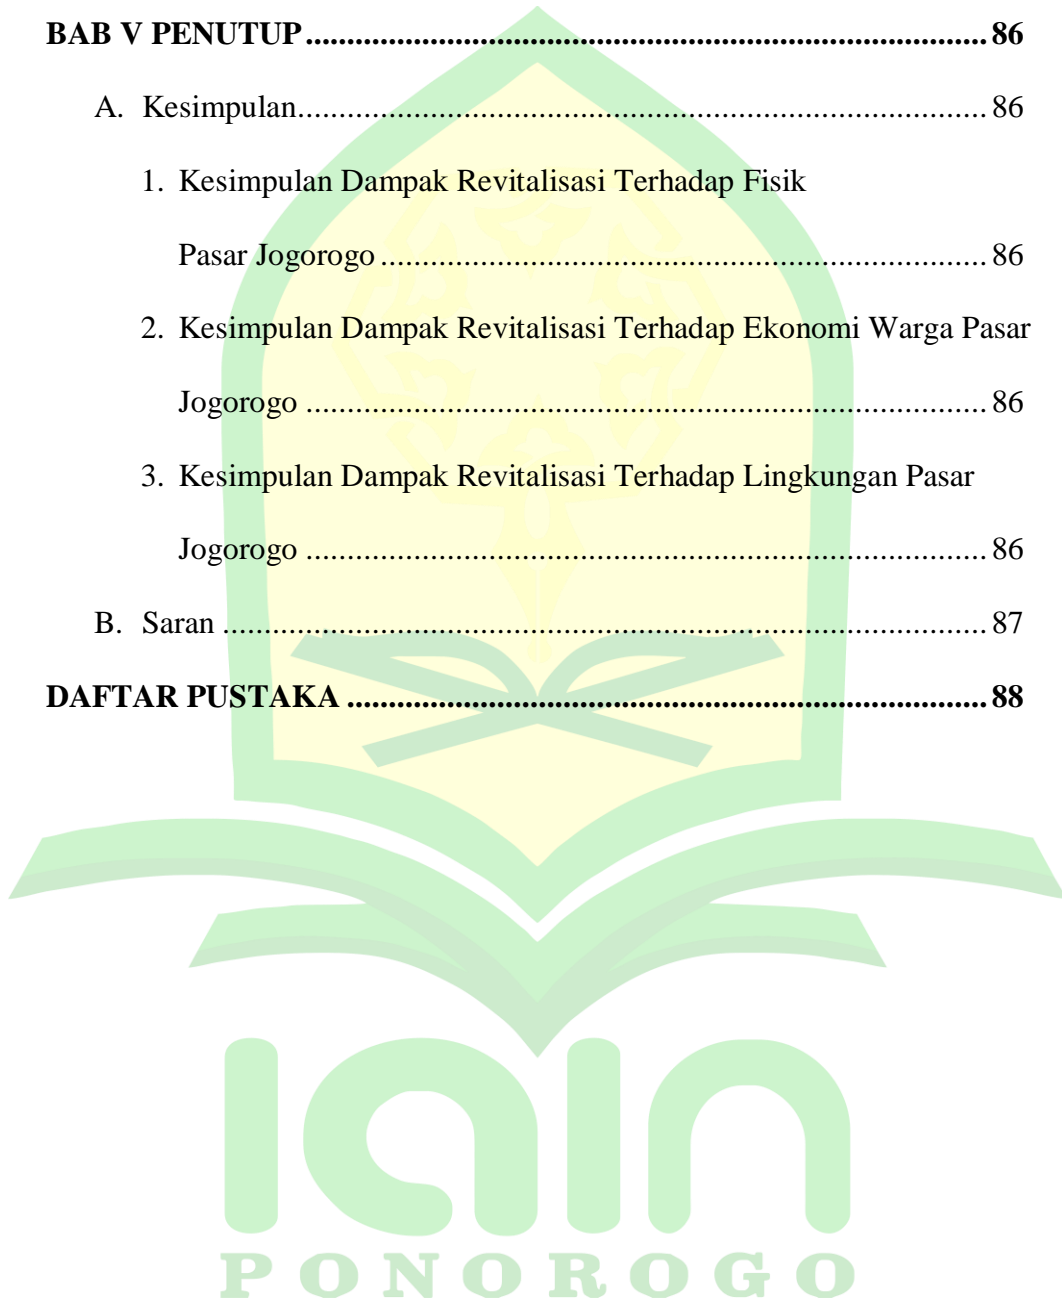 BAB V PENUTUP.................................................................................... 86
A. Kesimpulan..................................................................................... 86
1. Kesimpulan Dampak Revitalisasi Terhadap Fisik
Pasar Jogorogo........................................................................... 86
2. Kesimpulan Dampak Revitalisasi Terhadap Ekonomi Warga Pasar
Jogorogo .................................................................................... 86
3. Kesimpulan Dampak Revitalisasi Terhadap Lingkungan Pasar
Jogorogo .................................................................................... 86
B. Saran .............................................................................................. 87
DAFTAR PUSTAKA ............................................................................... 88
IAIN
PONOROGO